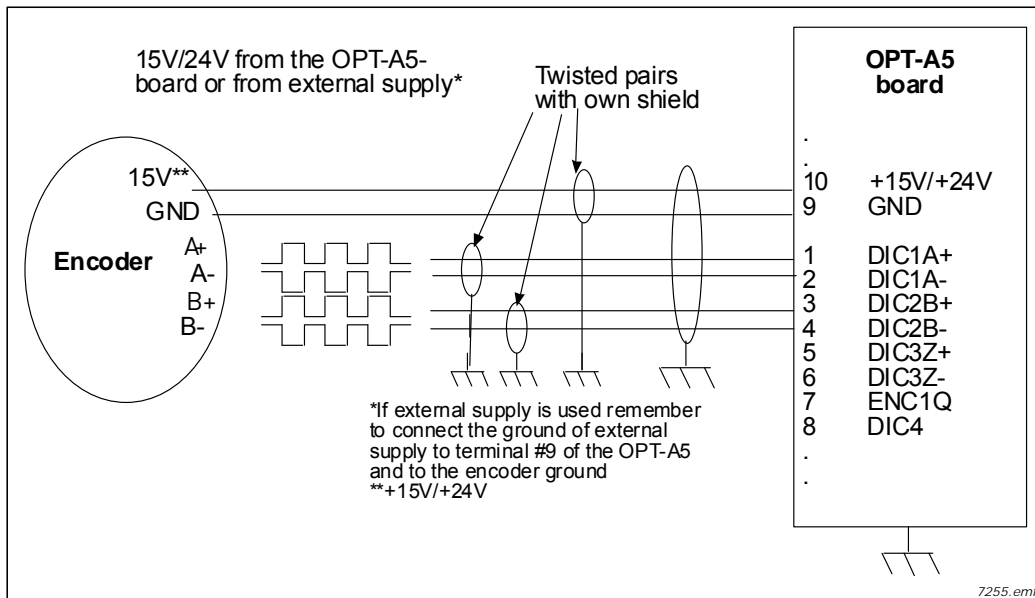 15V/24V from the OPT-A5-
board or from external supply*
Twisted pairs
with own shield
OPT-A5
board
.
.
15V**
10 +15V/+24V
GND
9 GND
Encoder
A+
1 DIC1A+
A-
2 DIC1A-
B+
3 DIC2B+
B-
4 DIC2B-
5 DIC3Z+
6 DIC3Z-
7 ENC1Q
8 DIC4
.
.
*If external supply is used remember
to connect the ground of external
supply to terminal #9 of the OPT-A5
and to the encoder ground
**+15V/+24V
7255.emf